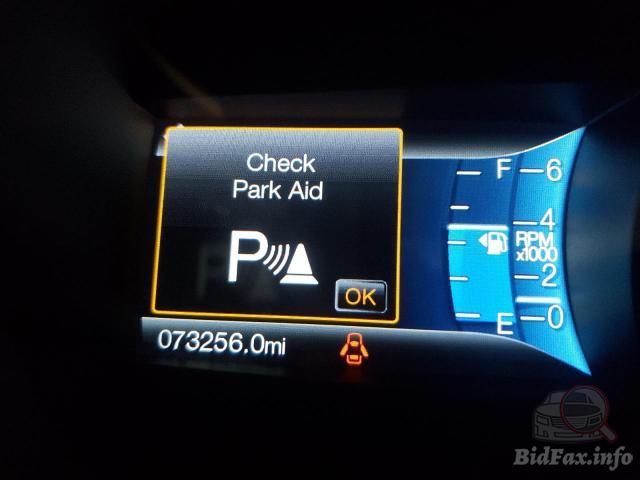 Check
Park Aid
P
OK
F
E
6
4
RPM
x1000
2
0
073256.0mi
BidFax.info